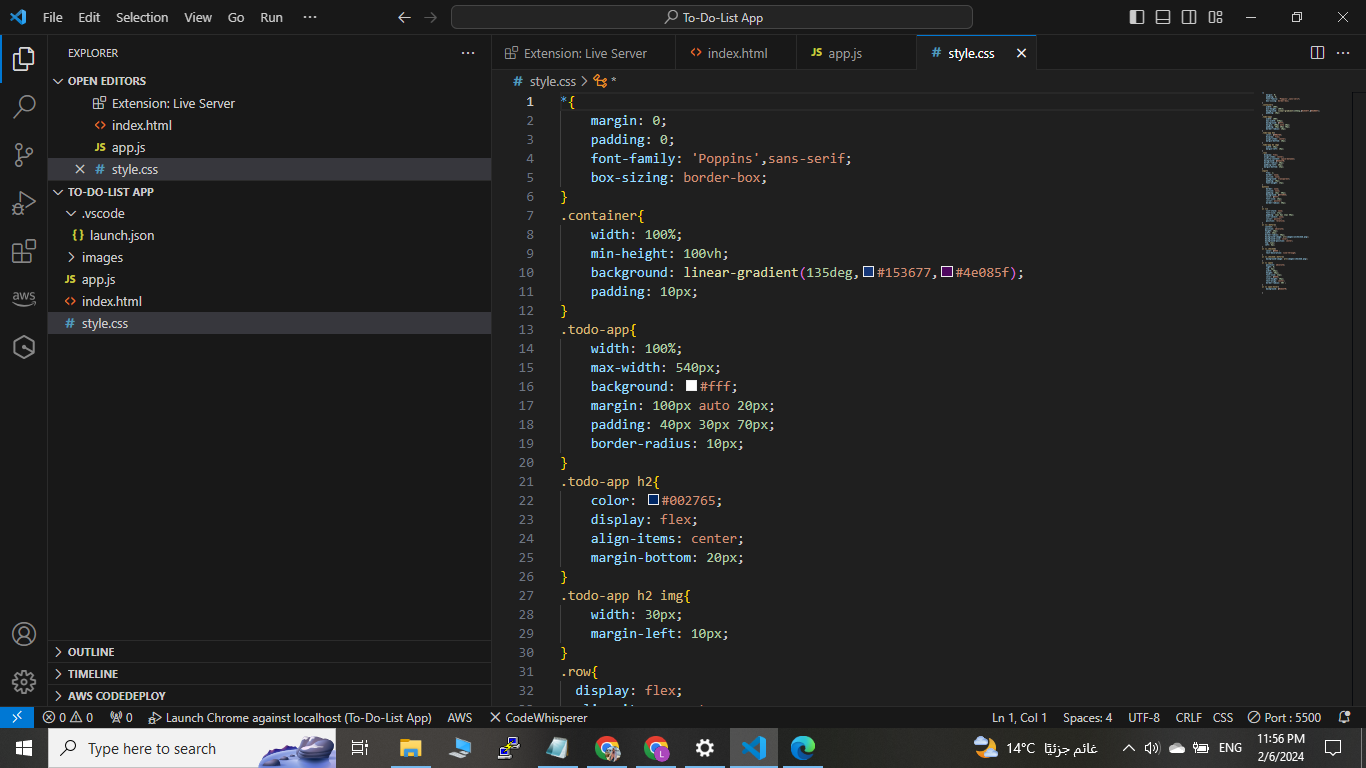 File Edit Selection View Go Run ··· To-Do-List App
EXPLORER ···
OPEN EDITORS
Extension: Live Server
index.html
JS app.js
# style.css
TO-DO-LIST APP
.vscode
{} launch.json
images
JS app.js
index.html
# style.css
aws
OUTLINE
TIMELINE
AWS CODEDEPLOY
Extension: Live Server index.html JS app.js # style.css
# style.css > *
1 *{
2 margin: 0;
3 padding: 0;
4 font-family: 'Poppins',sans-serif;
5 box-sizing: border-box;
6 }
7 .container{
8 width: 100%;
9 min-height: 100vh;
10 background: linear-gradient(135deg,#153677,#4e085f);
11 padding: 10px;
12 }
13 .todo-app{
14 width: 100%;
15 max-width: 540px;
16 background: #fff;
17 margin: 100px auto 20px;
18 padding: 40px 30px 70px;
19 border-radius: 10px;
20 }
21 .todo-app h2{
22 color: #002765;
23 display: flex;
24 align-items: center;
25 margin-bottom: 20px;
26 }
27 .todo-app h2 img{
28 width: 30px;
29 margin-left: 10px;
30 }
31 .row{
32 display: flex;
0 0 0 Launch Chrome against localhost (To-Do-List App) AWS CodeWhisperer Ln 1, Col 1 Spaces: 4 UTF-8 CRLF CSS Port : 5500
Type here to search
L
14°C غائم جزئيًا
ENG
11:56 PM
2/6/2024